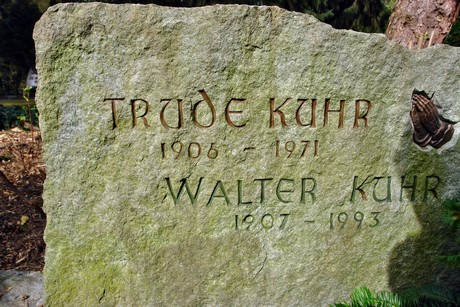 TRUDE KUHR
1906 - 1971
WALTER KUHR
1907 - 1993